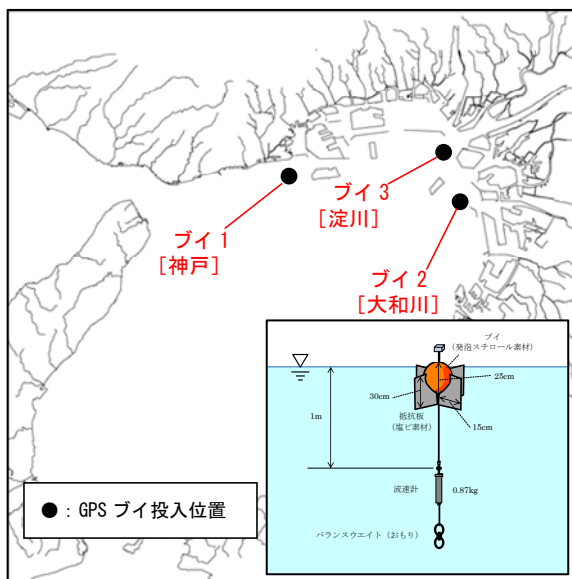 ブイ 3
[淀川]
ブイ 1
[神戸]
ブイ 2
[大和川]
ブイ
(発泡スチロール素材)
25cm
30cm
1m
抵抗板
(塩ビ素材)
15cm
流速計
0.87kg
バランスウエイト（おもり）
●：GPS ブイ投入位置